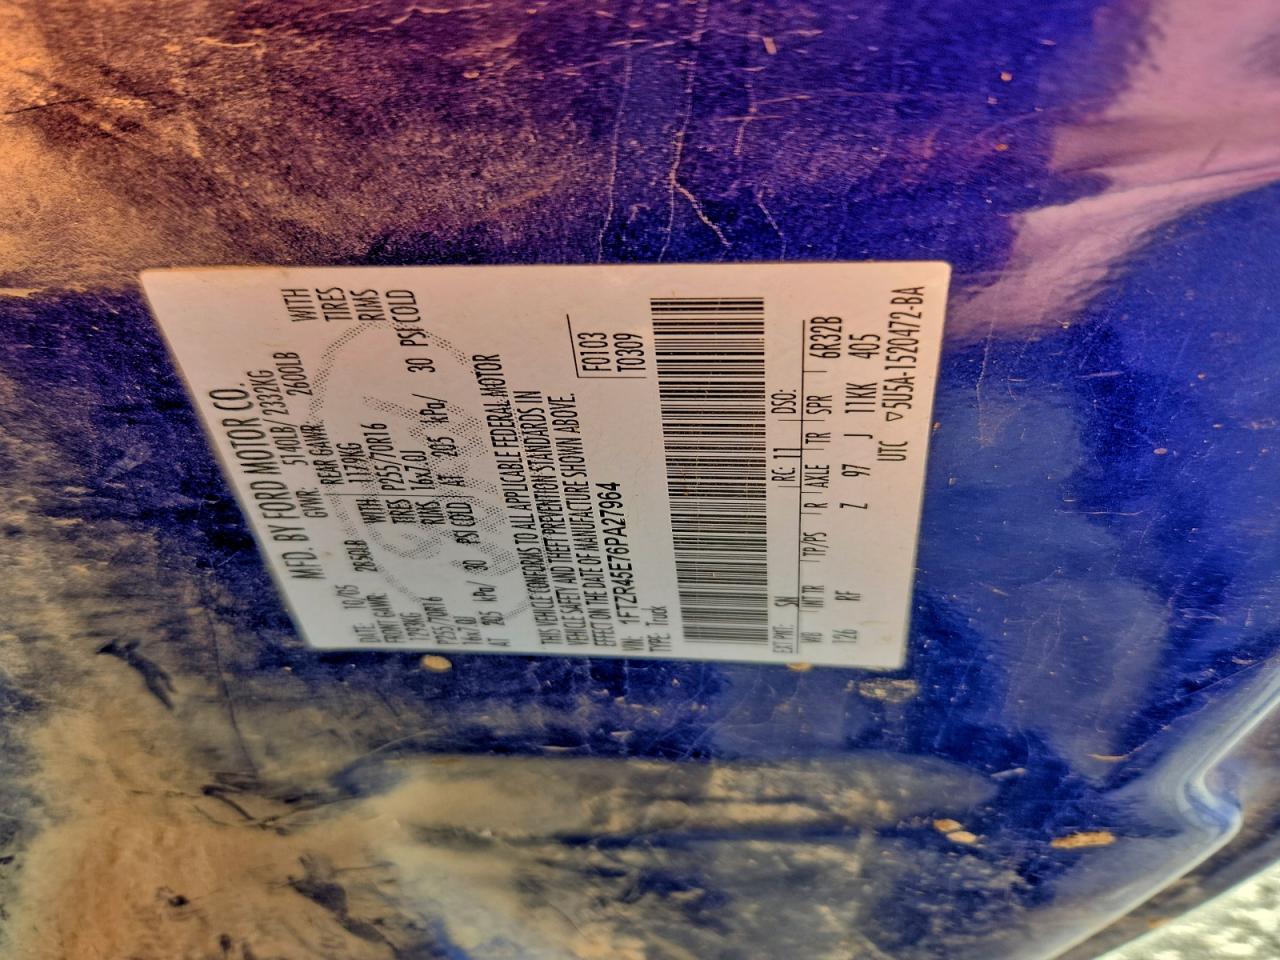 MFD. BY FORD MOTOR CO.
DATE: 10/05 GVWR: 5140LB/ 2332KG
FRONT GAWR: 2850LB REAR GAWR: 2600LB WITH
1293KG WITH 1179KG TIRES
P235/70R16 TIRES P235/70R16 RIMS
16x7.0J RIMS 16x7.0J
AT 205 kPa/ 30 PSI COLD AT 205 kPa/ 30 PSI COLD
THIS VEHICLE CONFORMS TO ALL APPLICABLE FEDERAL MOTOR
VEHICLE SAFETY AND THEFT PREVENTION STANDARDS IN
EFFECT ON THE DATE OF MANUFACTURE SHOWN ABOVE.
VIN: 1FTZR45E76PA27964 F0103
TYPE: Truck T0309
EXT PNT: SN RC: 11 DSO:
WB INT TR TP/PS R AXLE TR SPR 6R32B
126 RF Z 97 J 11KK 405
UTC ▽5U5A-1520472-BA